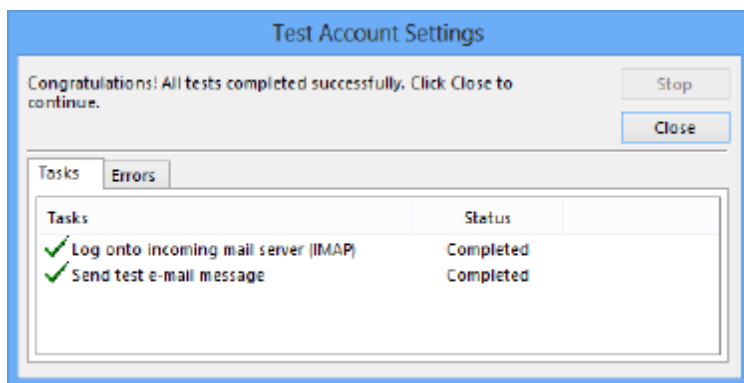 Test Account Settings
Congratulations! All tests completed successfully. Click Close to
continue.
Stop
Close
Tasks Errors
Tasks Status
Log onto incoming mail server (IMAP) Completed
Send test e-mail message Completed